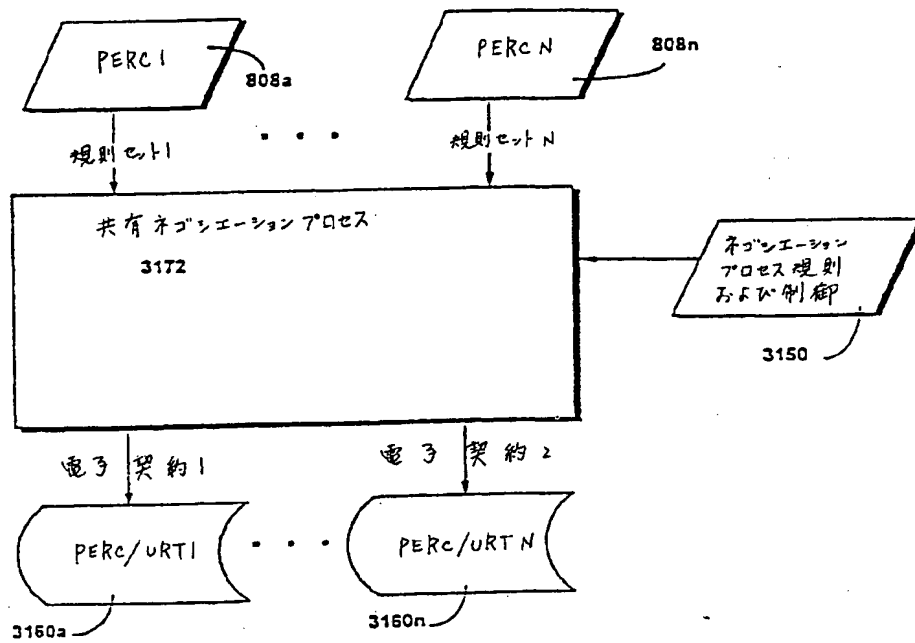 PERC 1
808a
PERC N
808n
規則セット1
規則セットN
共有ネゴシエーションプロセス
3172
ネゴシエーション
プロセス規則
および制御
3150
電子契約1
電子契約2
PERC/URT1
PERC/URT N
3160a
3160n